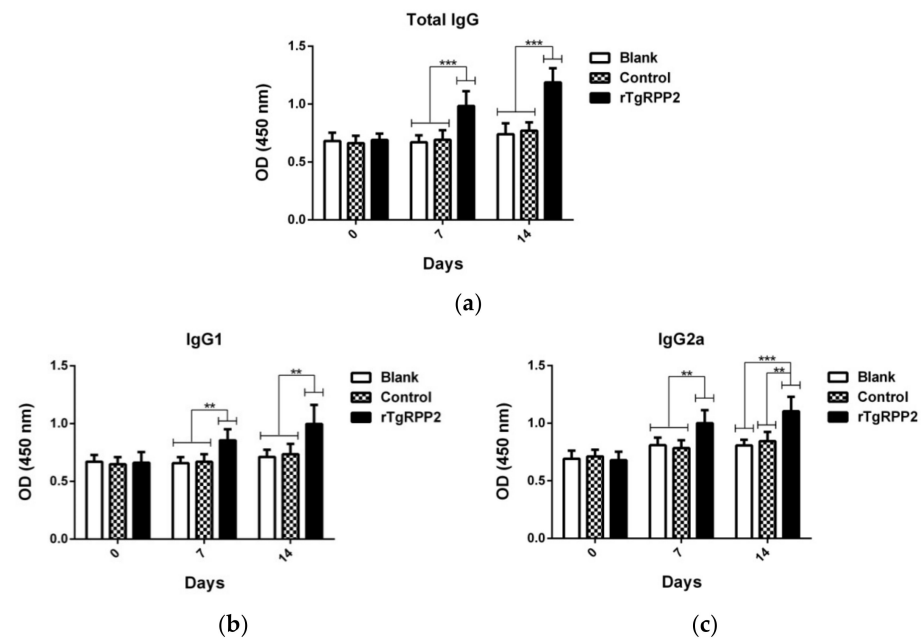 Total IgG
OD (450 nm)
1.5
1.0
0.5
0.0
***
***
Blank
Control
rTgRPP2
0
7
14
Days
(a)
IgG1
OD (450 nm)
1.5
1.0
0.5
0.0
**
**
Blank
Control
rTgRPP2
0
7
14
Days
(b)
IgG2a
OD (450 nm)
1.5
1.0
0.5
0.0
**
***
**
Blank
Control
rTgRPP2
0
7
14
Days
(c)